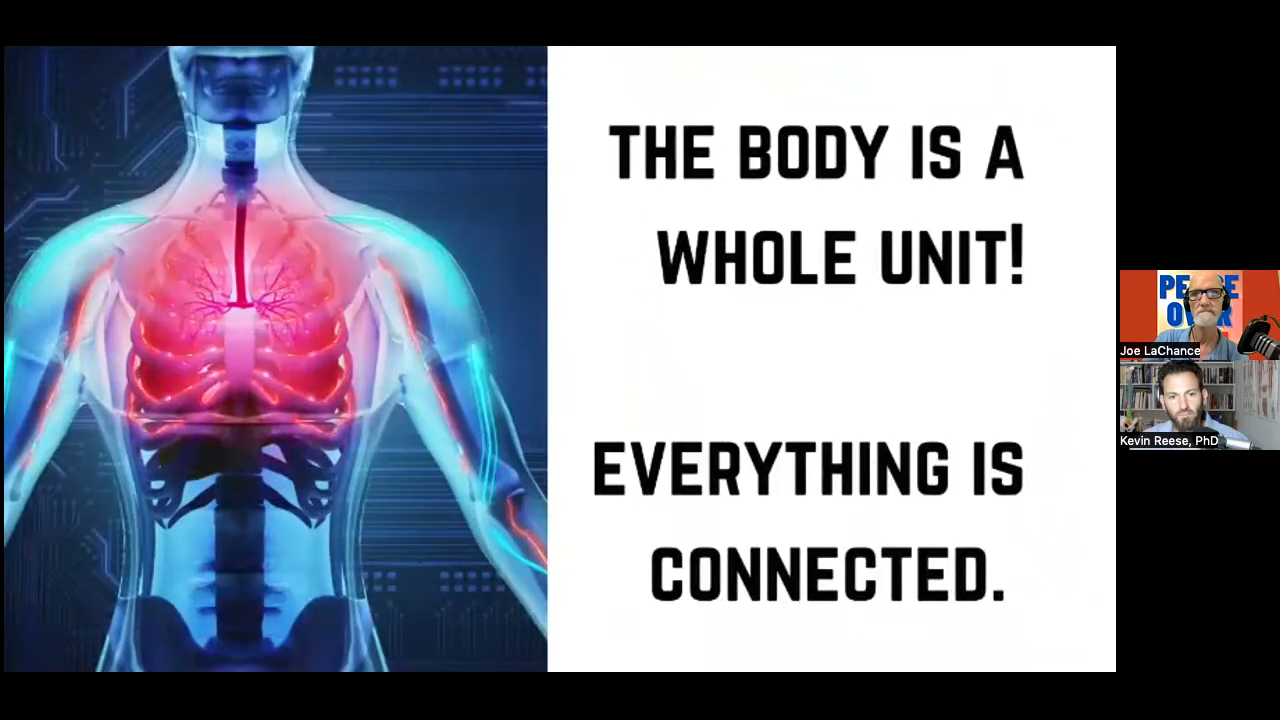 THE BODY IS A
WHOLE UNIT!
EVERYTHING IS
CONNECTED.
Joe LaChance
Kevin Reese, PhD